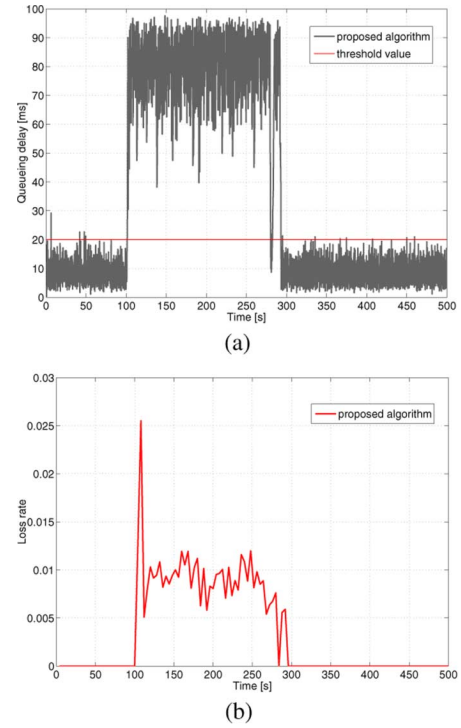 100
90
80
70
60
50
40
30
20
10
0
Queueing delay [ms]
proposed algorithm
threshold value
0 50 100 150 200 250 300 350 400 450 500
Time [s]
(a)
0.03
0.025
0.02
0.015
0.01
0.005
0
Loss rate
proposed algorithm
0 50 100 150 200 250 300 350 400 450 500
Time [s]
(b)